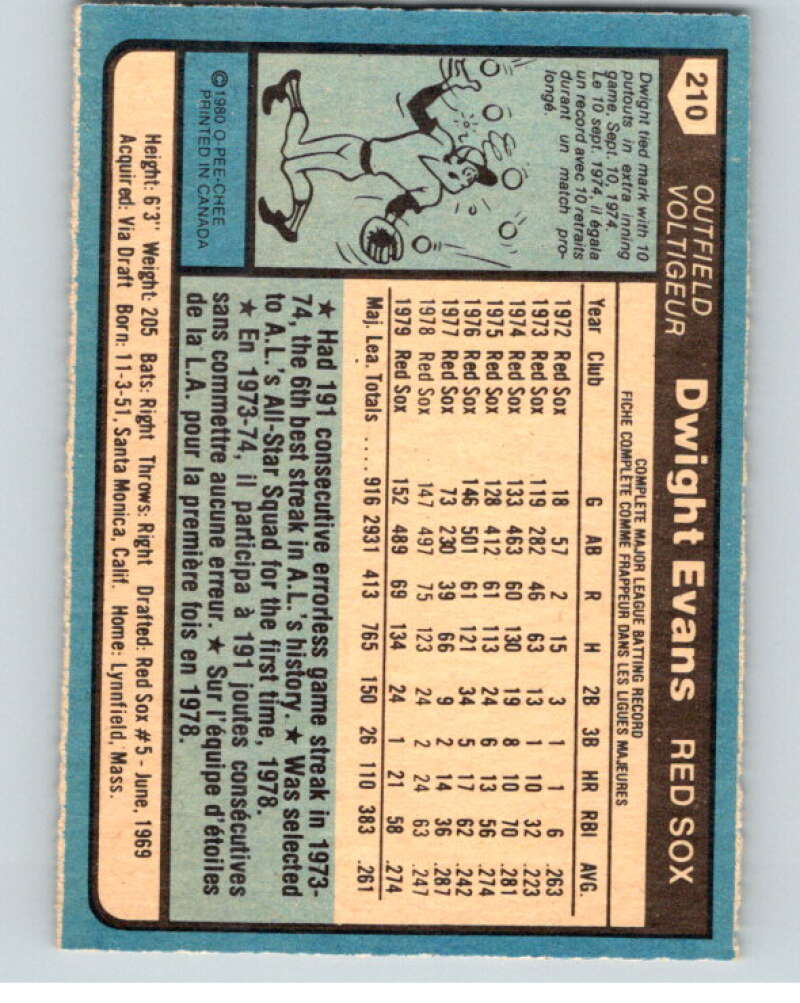 210
OUTFIELD
VOLTIGEUR
Dwight Evans RED SOX
Dwight tied mark with 10
putouts in extra inning
game, Sept. 10, 1974.
Le 10 sept. 1974, il égala
un record avec 10 retraits
durant un match pro-
longé.
©1980 O-PEE-CHEE
PRINTED IN CANADA
COMPLETE MAJOR LEAGUE BATTING RECORD
FICHE COMPLETE COMME FRAPPEUR DANS LES LIGUES MAJEURES
Year Club G AB R H 2B 3B HR RBI AVG.
1972 Red Sox 18 57 2 15 3 1 1 6 .263
1973 Red Sox 119 282 46 63 13 1 10 32 .223
1974 Red Sox 133 463 60 130 19 8 10 70 .281
1975 Red Sox 128 412 61 113 24 6 13 56 .274
1976 Red Sox 146 501 61 121 34 5 17 62 .242
1977 Red Sox 73 230 39 66 9 2 14 36 .287
1978 Red Sox 147 497 75 123 24 2 24 63 .247
1979 Red Sox 152 489 69 134 24 1 21 58 .274
Maj. Lea. Totals .... 916 2931 413 765 150 26 110 383 .261
★ Had 191 consecutive errorless game streak in 1973-
74, the 6th best streak in A.L.'s history. ★ Was selected
to A.L.'s All-Star Squad for the first time, 1978.
★ En 1973-74, il participa à 191 joutes consécutives
sans commettre aucune erreur. ★ Sur l'équipe d'étoiles
de la L.A. pour la première fois en 1978.
Height: 6'3" Weight: 205 Bats: Right Throws: Right Drafted: Red Sox #5 - June, 1969
Acquired: Via Draft Born: 11-3-51, Santa Monica, Calif. Home: Lynnfield, Mass.